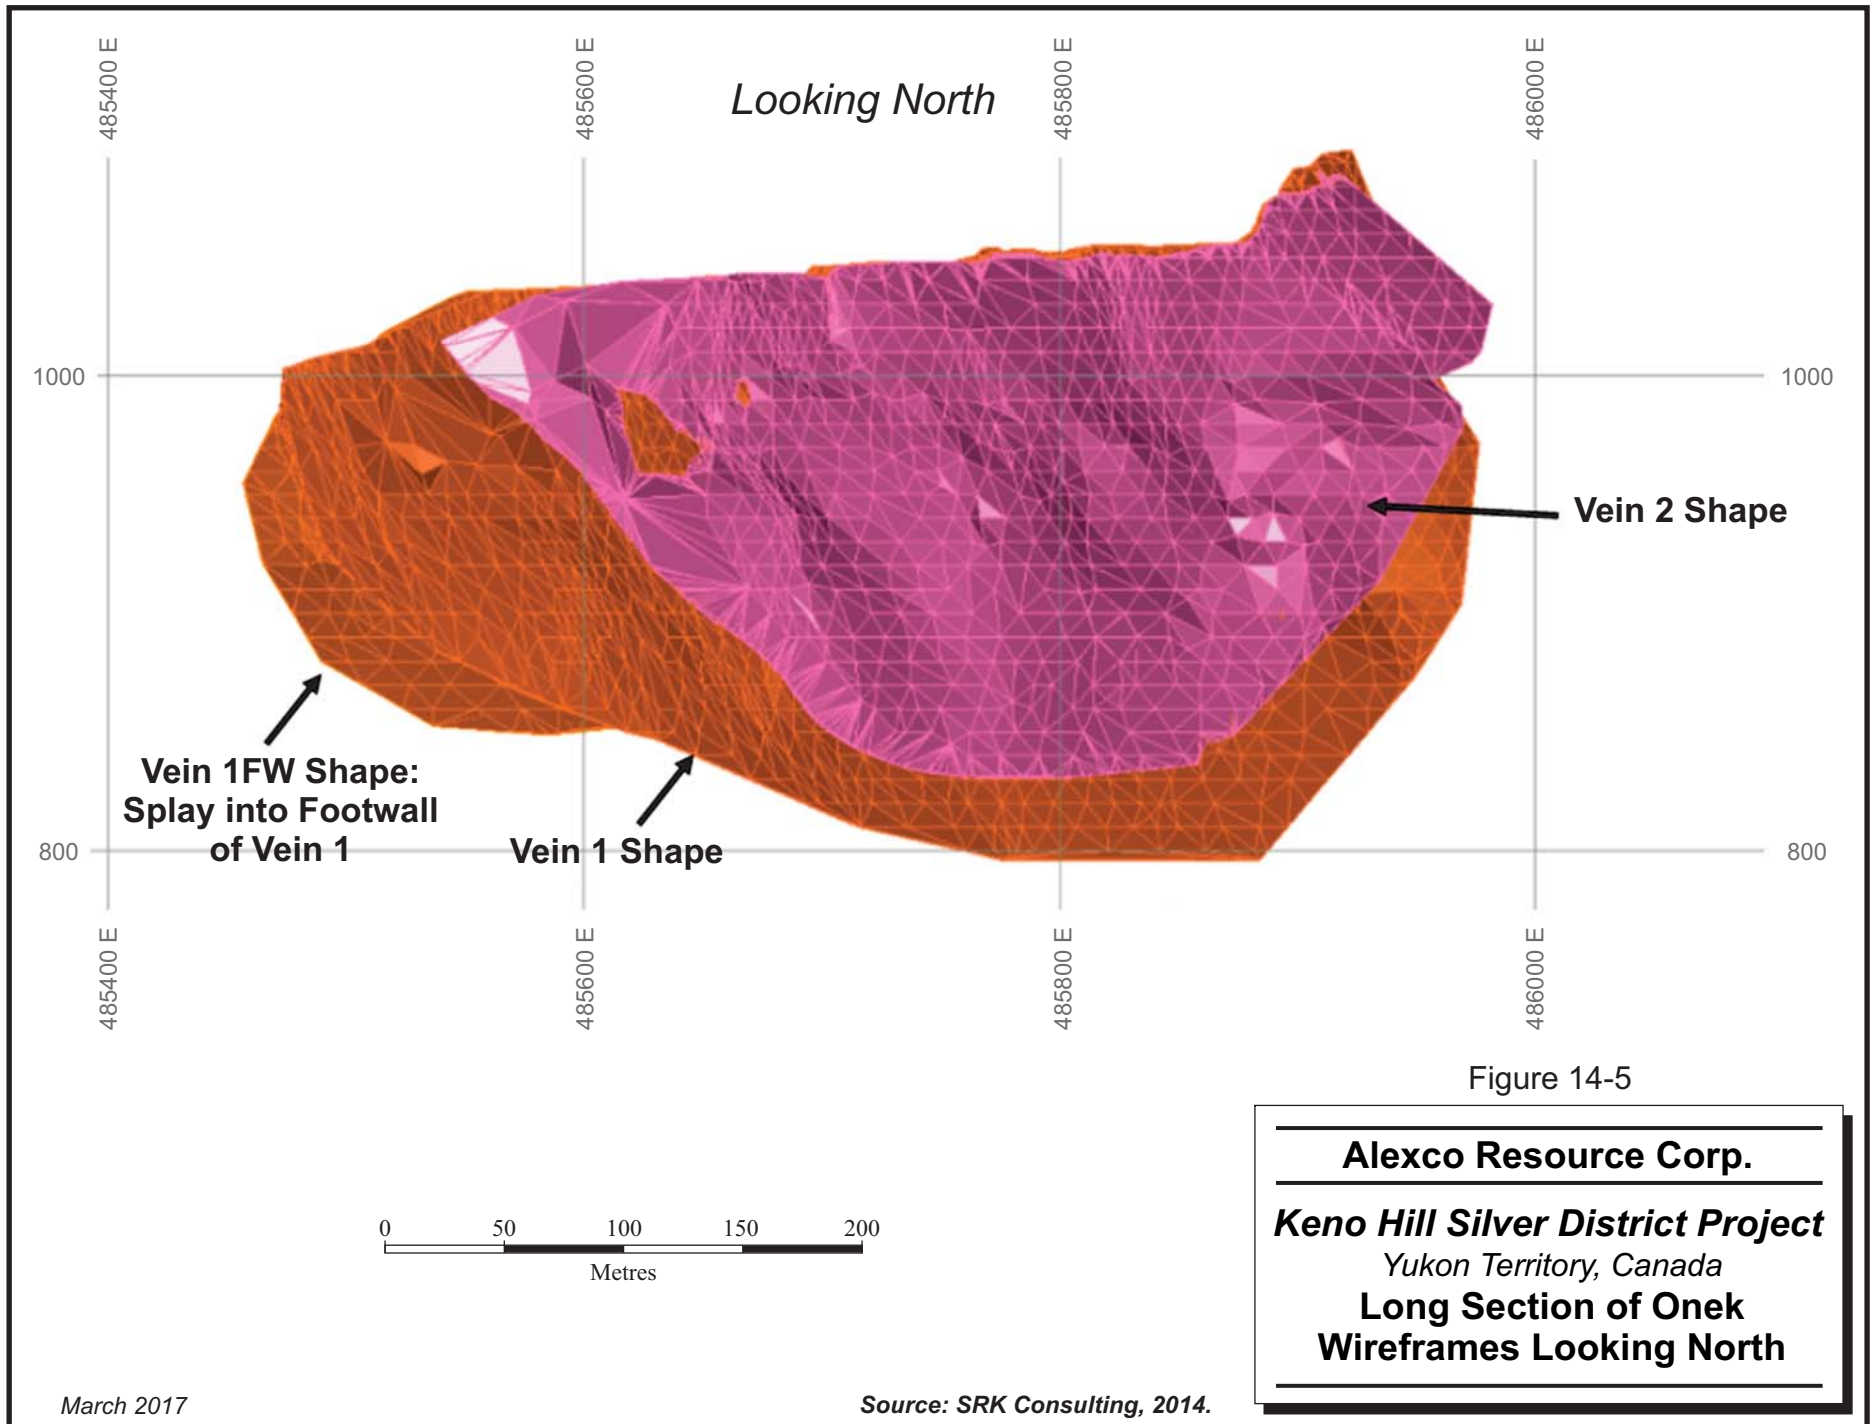 485400 E
485600 E
485800 E
486000 E
Looking North
1000
1000
Vein 2 Shape
Vein 1FW Shape:
Splay into Footwall
of Vein 1
Vein 1 Shape
800
800
485400 E
485600 E
485800 E
486000 E
Figure 14-5
Alexco Resource Corp.
Keno Hill Silver District Project
Yukon Territory, Canada
Long Section of Onek
Wireframes Looking North
0 50 100 150 200
Metres
March 2017
Source: SRK Consulting, 2014.